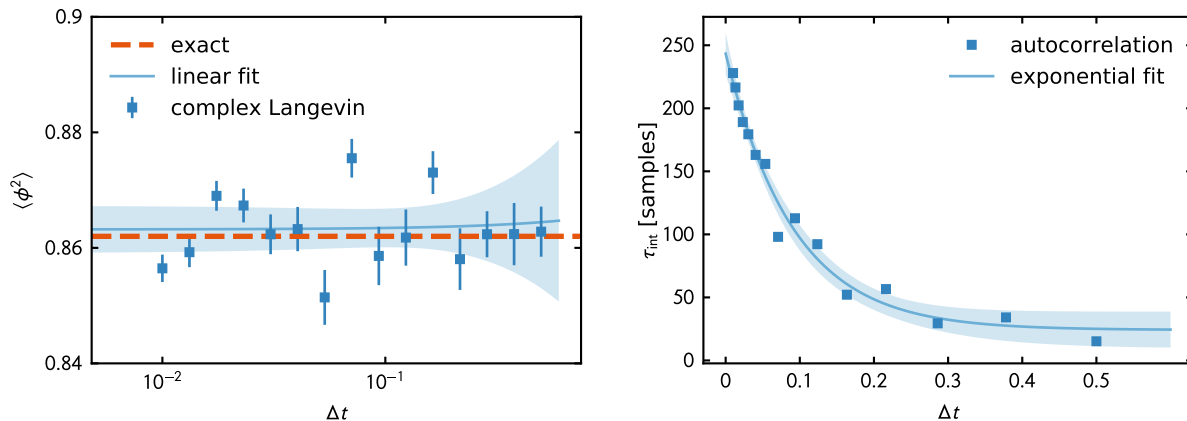 0.9
0.88
0.86
0.84
⟨ϕ²⟩
exact
linear fit
complex Langevin
10⁻²
10⁻¹
Δt
250
200
150
100
50
0
τint [samples]
autocorrelation
exponential fit
0
0.1
0.2
0.3
0.4
0.5
Δt